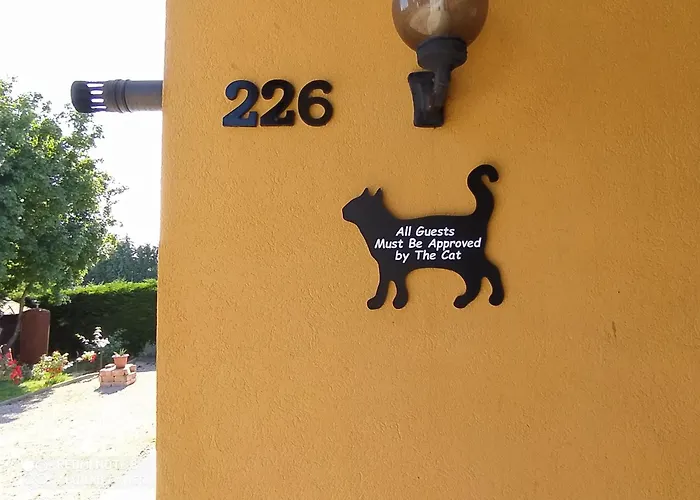 226
All Guests
Must Be Approved
by The Cat